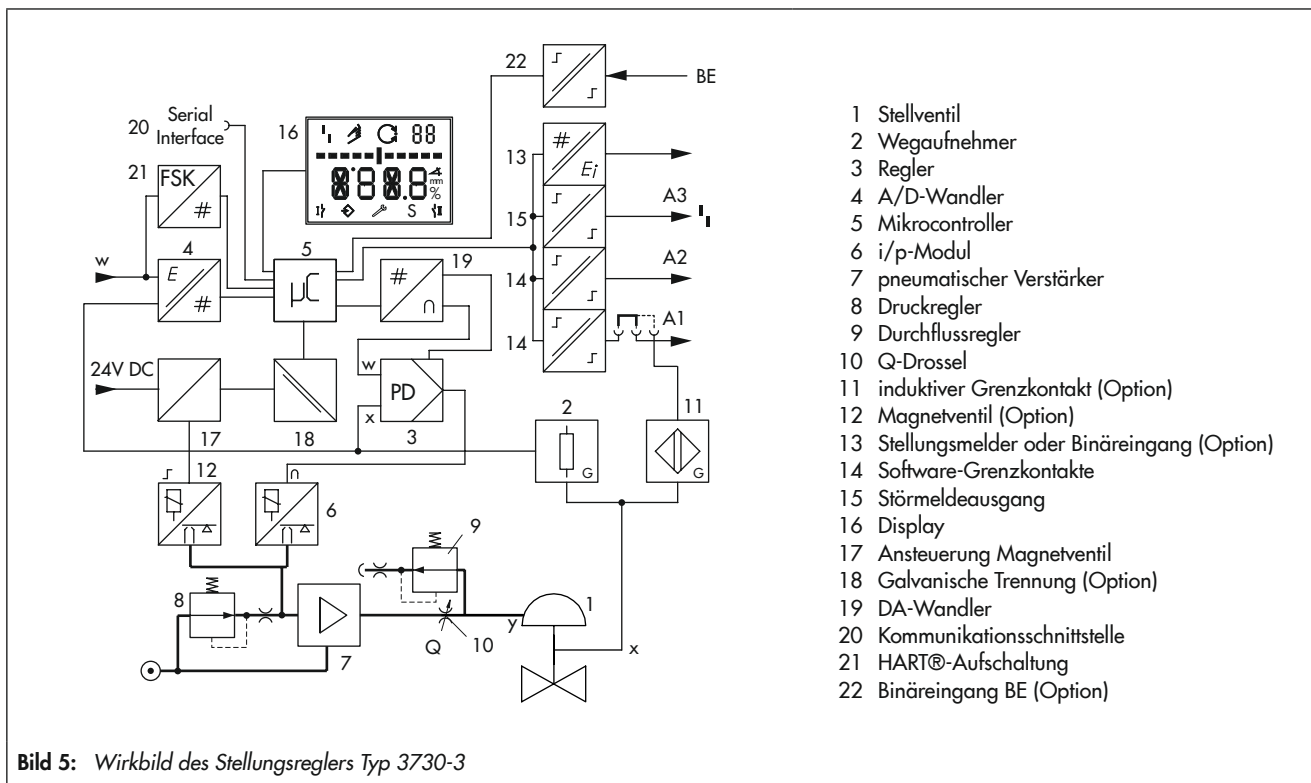 22
BE
20
Serial
Interface
16
88
8 8 8.8
mm
%
S
13
#
Ei
21
FSK
#
A3
15
w
4
E
#
5
µC
19
#
∩
14
A2
14
A1
24V DC
w
PD
x
3
2
G
11
G
17
18
12
∩
6
9
8
7
Q
10
y
1
x
1 Stellventil
2 Wegaufnehmer
3 Regler
4 A/D-Wandler
5 Mikrocontroller
6 i/p-Modul
7 pneumatischer Verstärker
8 Druckregler
9 Durchflussregler
10 Q-Drossel
11 induktiver Grenzkontakt (Option)
12 Magnetventil (Option)
13 Stellungsmelder oder Binäreingang (Option)
14 Software-Grenzkontakte
15 Störmeldeausgang
16 Display
17 Ansteuerung Magnetventil
18 Galvanische Trennung (Option)
19 DA-Wandler
20 Kommunikationsschnittstelle
21 HART®-Aufschaltung
22 Binäreingang BE (Option)
Bild 5: Wirkbild des Stellungsreglers Typ 3730-3